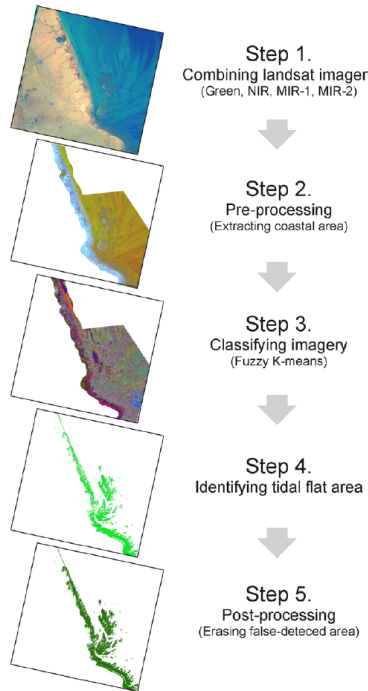 Step 1.
Combining landsat imager
(Green, NIR, MIR-1, MIR-2)
Step 2.
Pre-processing
(Extracting coastal area)
Step 3.
Classifying imagery
(Fuzzy K-means)
Step 4.
Identifying tidal flat area
Step 5.
Post-processing
(Erasing false-deteced area)